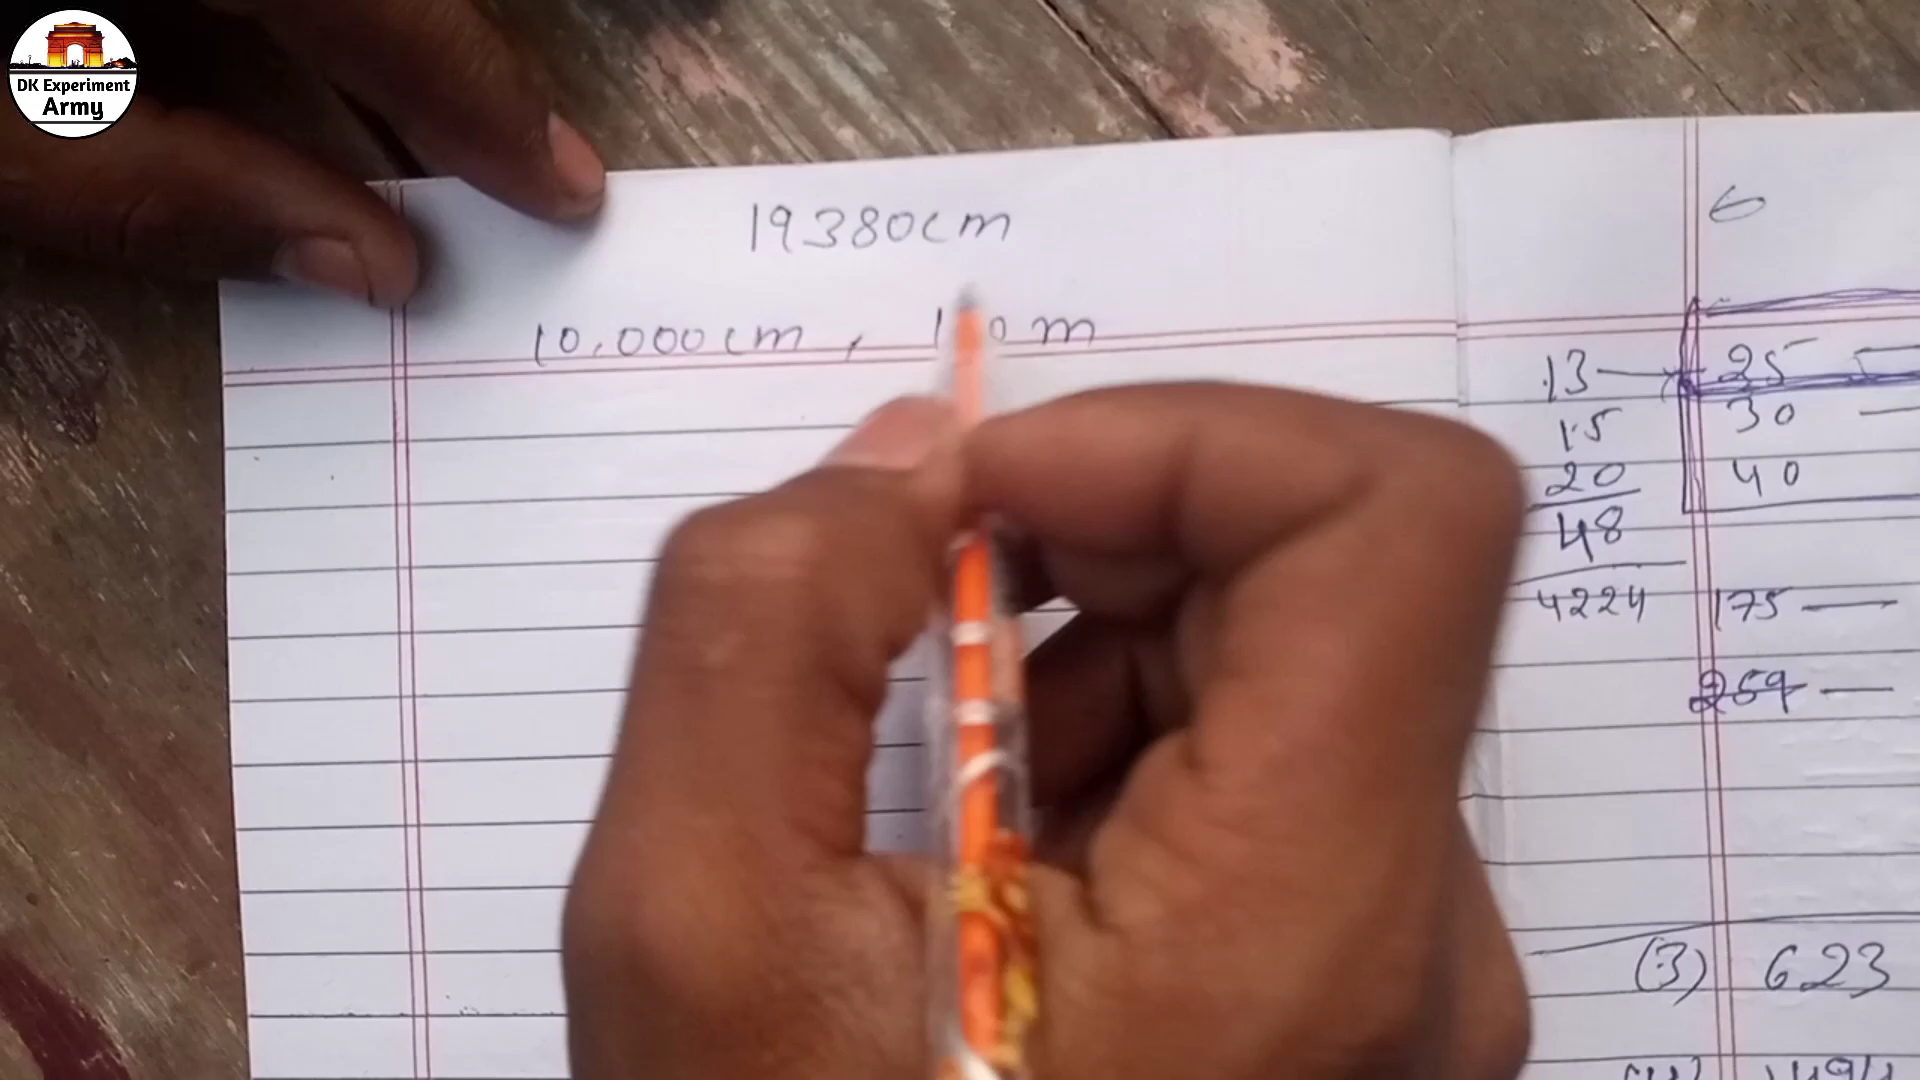 DK Experiment
Army
19380cm
10,000cm, 100 m
6
13 — 25
15 30 —
20 40
48
4224 175 —
259 —
(3) 623